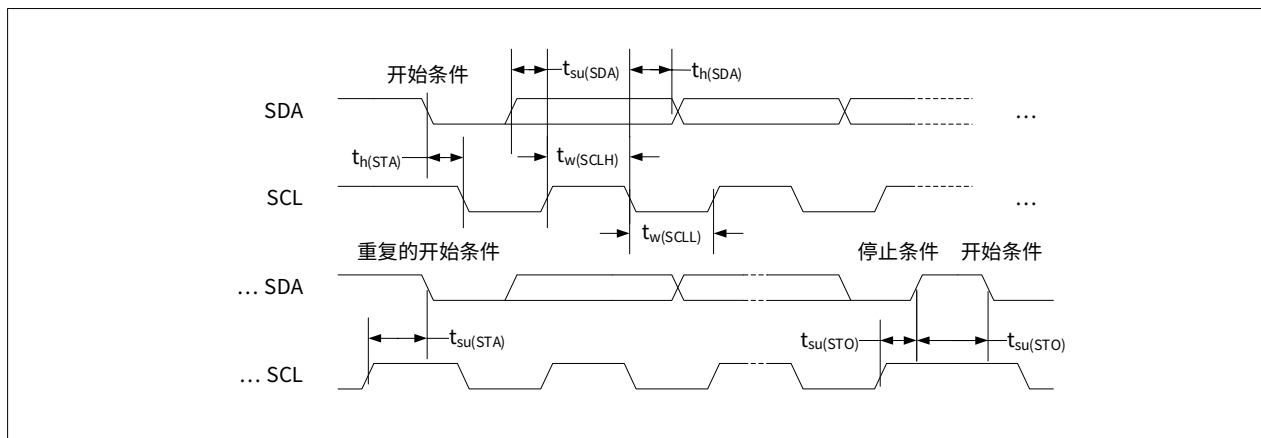 开始条件 tsu(SDA) th(SDA)
SDA …
th(STA) tw(SCLH)
SCL …
tw(SCLL)
重复的开始条件 停止条件 开始条件
… SDA
tsu(STA) tsu(STO) tsu(STO)
… SCL